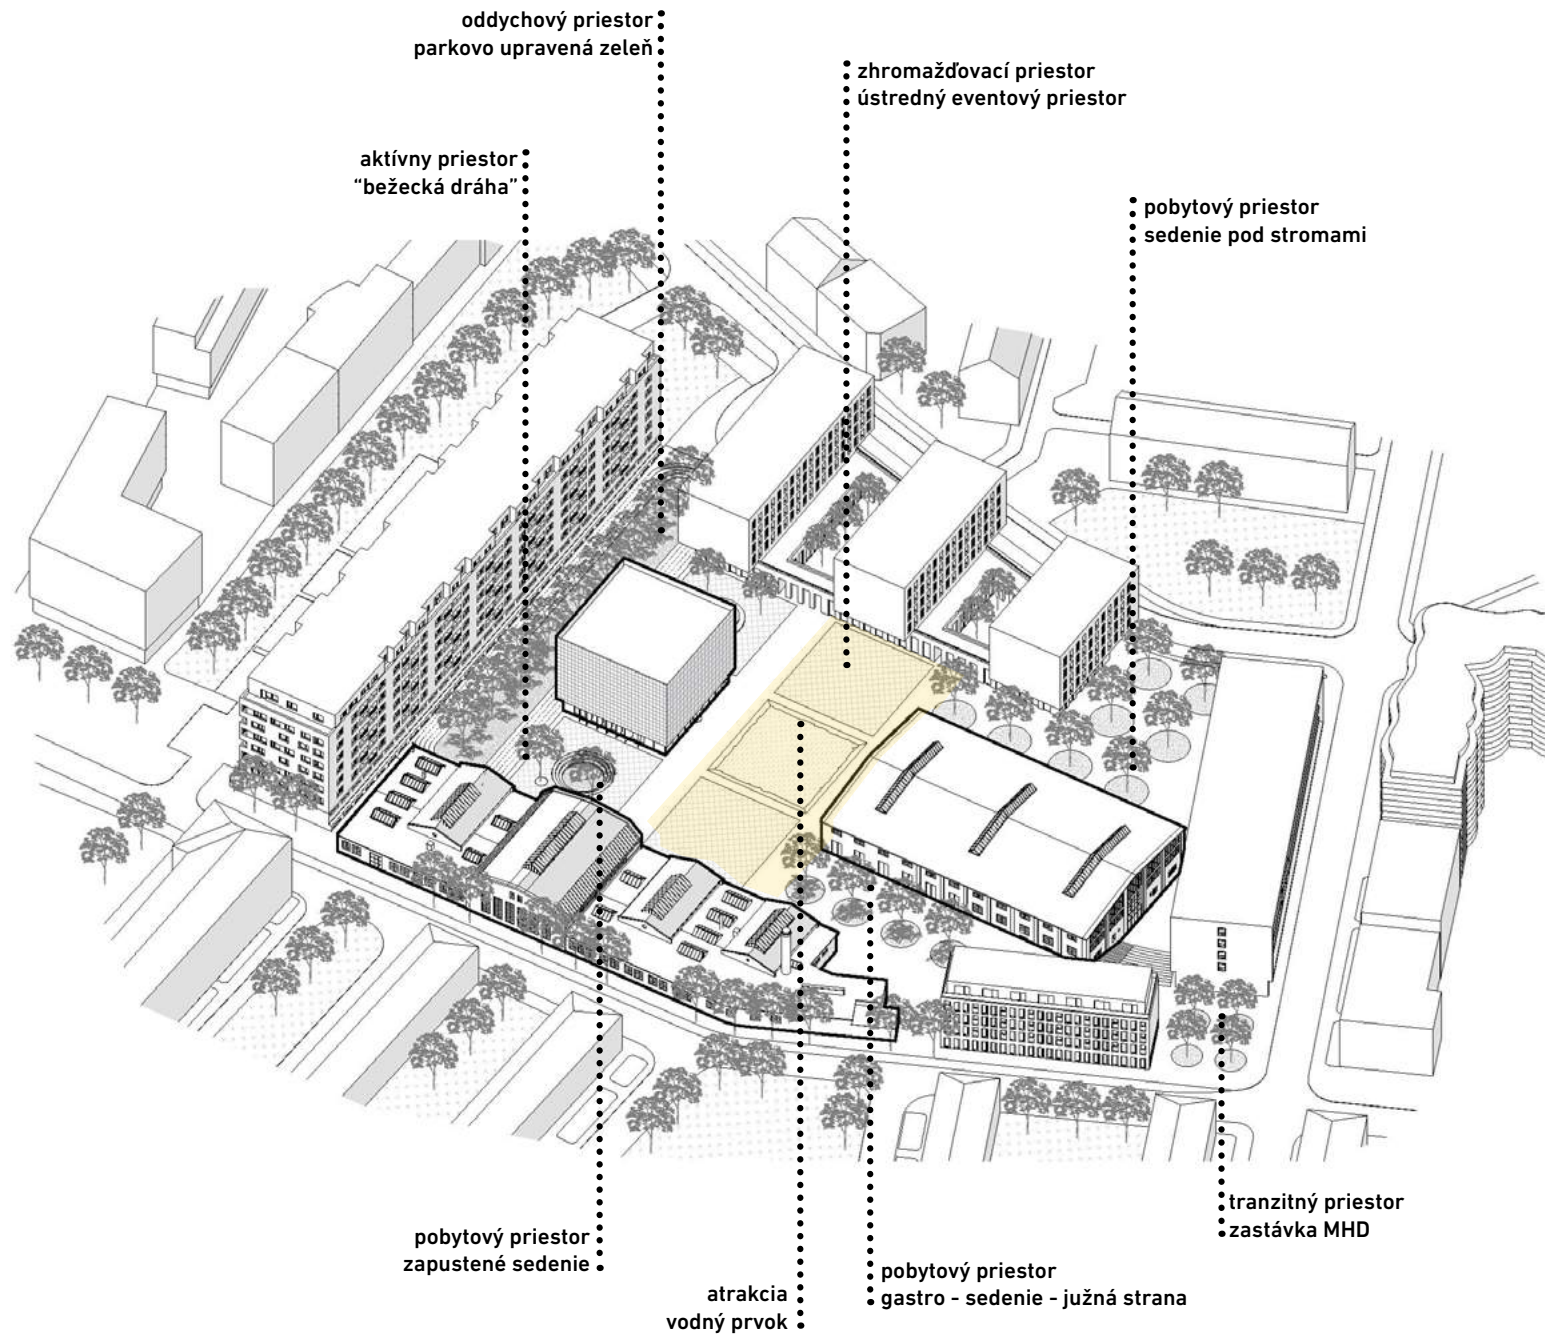 oddychový priestor
parkovo upravená zeleň
zhromažďovací priestor
ústredný eventový priestor
aktívny priestor
“bežecká dráha”
pobytový priestor
sedenie pod stromami
tranzitný priestor
zastávka MHD
pobytový priestor
zapustené sedenie
pobytový priestor
gastro - sedenie - južná strana
atrakcia
vodný prvok